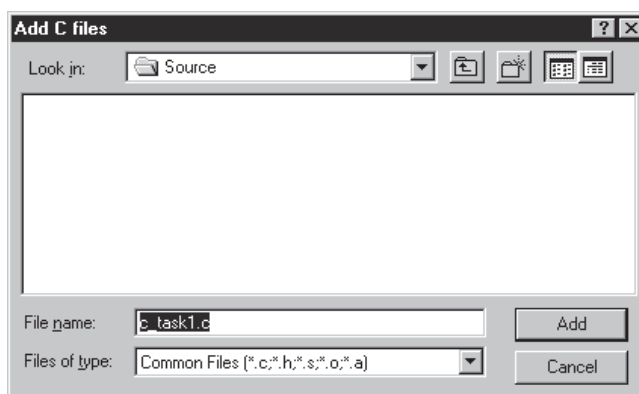 Add C files
Look in:
Source
File name:
c_task1.c
Add
Files of type:
Common Files (*.c;*.h;*.s;*.o;*.a)
Cancel